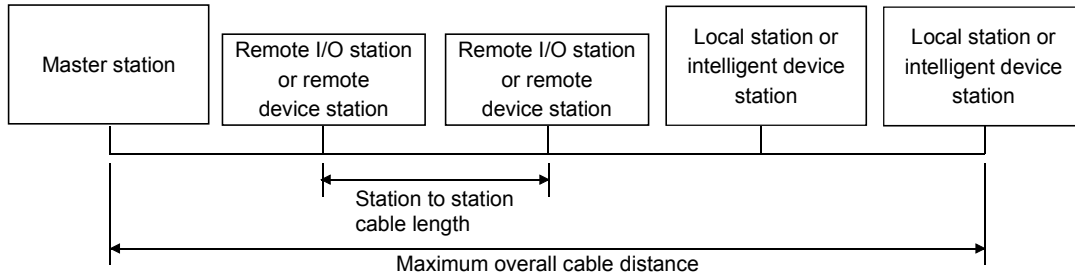 Master station
Remote I/O station
or remote
device station
Remote I/O station
or remote
device station
Local station or
intelligent device
station
Local station or
intelligent device
station
Station to station
cable length
Maximum overall cable distance